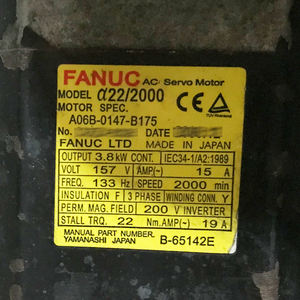 FANUC AC Servo Motor
MODEL α22/2000
MOTOR SPEC.
A06B-0147-B175
No. DATE
FANUC LTD MADE IN JAPAN
OUTPUT 3.8 kW CONT. IEC34-1/A2:1989
VOLT 157 V AMP(~) 15 A
FREQ. 133 Hz SPEED 2000 min
INSULATION F 3 PHASE WINDING CONN. Y
PERM. MAG. FIELD 200 V INVERTER
STALL TRQ. 22 Nm. AMP(~) 19 A
MANUAL PART NUMBER.
YAMANASHI JAPAN B-65142E